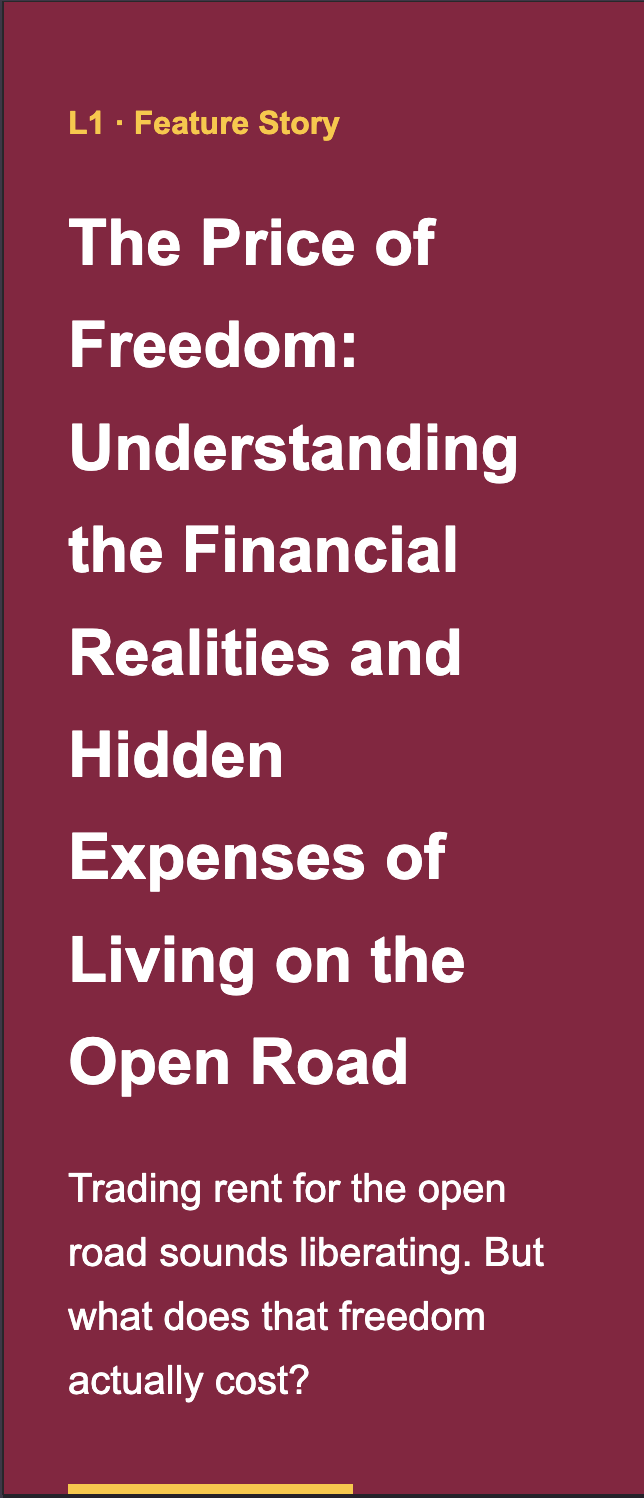 L1 · Feature Story
The Price of
Freedom:
Understanding
the Financial
Realities and
Hidden
Expenses of
Living on the
Open Road
Trading rent for the open
road sounds liberating. But
what does that freedom
actually cost?